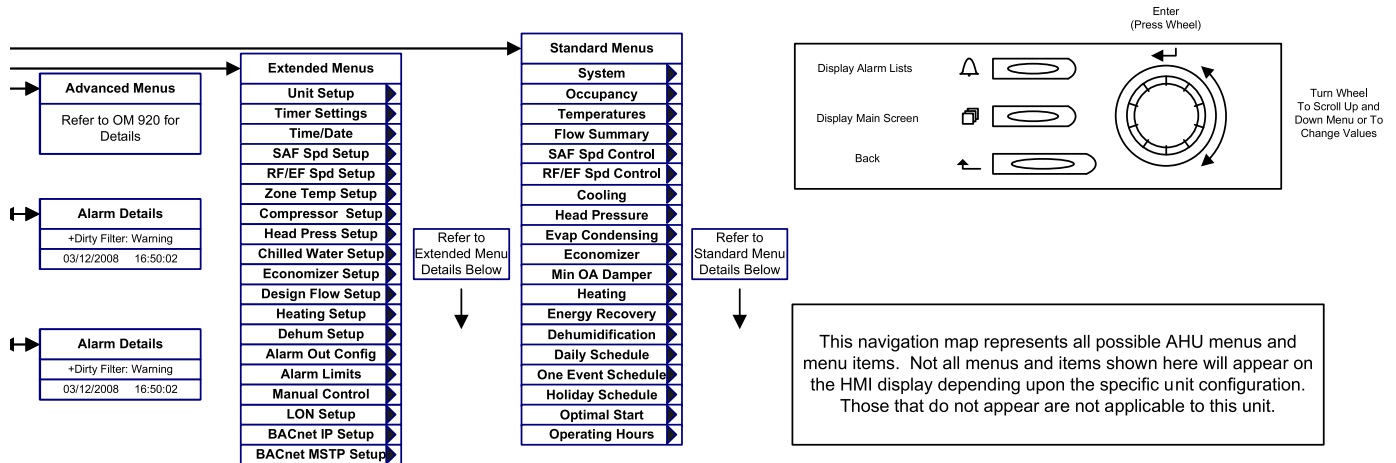 Advanced Menus
Refer to OM 920 for
Details
Alarm Details
+Dirty Filter: Warning
03/12/2008 16:50:02
Alarm Details
+Dirty Filter: Warning
03/12/2008 16:50:02
Extended Menus
Unit Setup
Timer Settings
Time/Date
SAF Spd Setup
RF/EF Spd Setup
Zone Temp Setup
Compressor Setup
Head Press Setup
Chilled Water Setup
Economizer Setup
Design Flow Setup
Heating Setup
Dehum Setup
Alarm Out Config
Alarm Limits
Manual Control
LON Setup
BACnet IP Setup
BACnet MSTP Setup
Refer to
Extended Menu
Details Below
Standard Menus
System
Occupancy
Temperatures
Flow Summary
SAF Spd Control
RF/EF Spd Control
Cooling
Head Pressure
Evap Condensing
Economizer
Min OA Damper
Heating
Energy Recovery
Dehumidification
Daily Schedule
One Event Schedule
Holiday Schedule
Optimal Start
Operating Hours
Refer to
Standard Menu
Details Below
Enter
(Press Wheel)
Display Alarm Lists
Display Main Screen
Back
Turn Wheel
To Scroll Up and
Down Menu or To
Change Values
This navigation map represents all possible AHU menus and
menu items. Not all menus and items shown here will appear on
the HMI display depending upon the specific unit configuration.
Those that do not appear are not applicable to this unit.